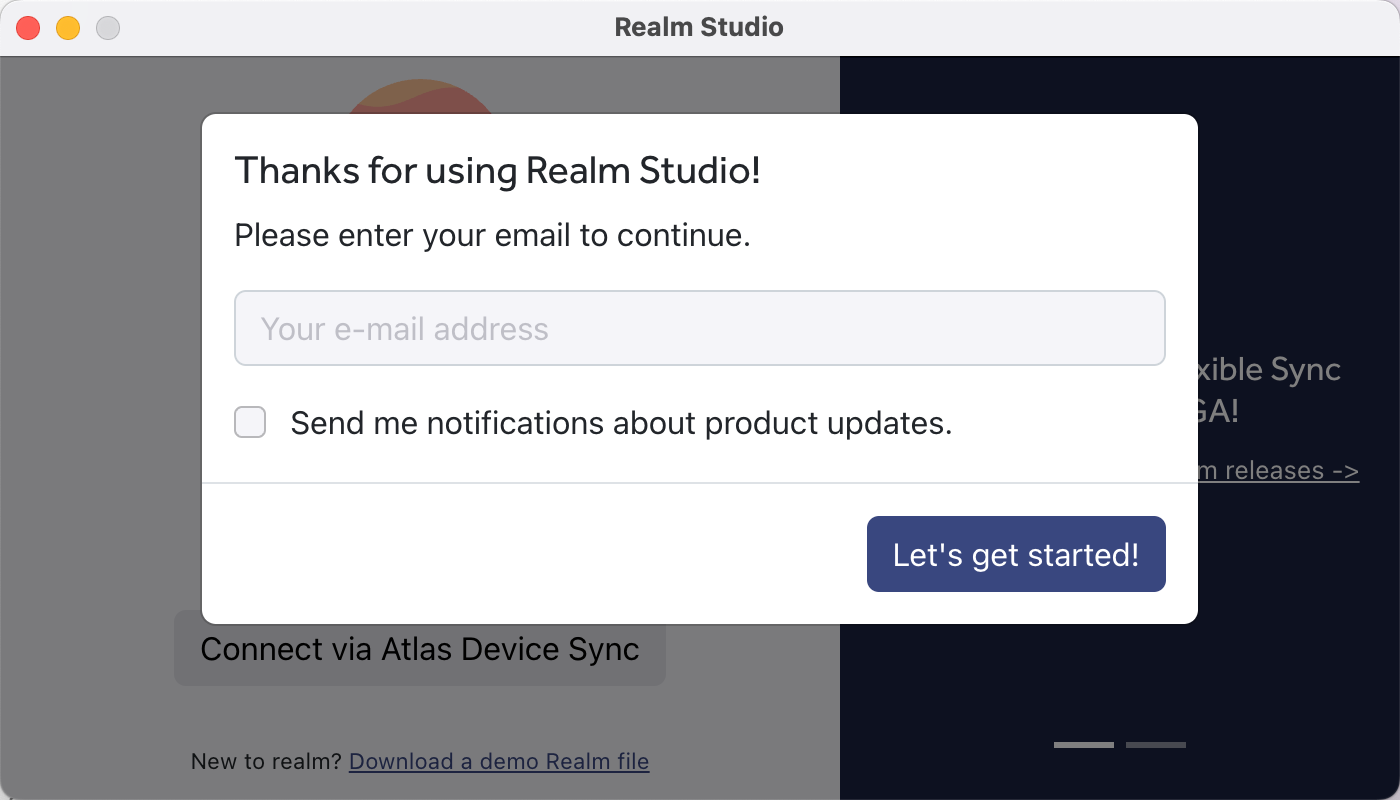 Realm Studio
Thanks for using Realm Studio!
Please enter your email to continue.
Your e-mail address
Send me notifications about product updates.
Let's get started!
Sync
GA!
releases ->
Connect via Atlas Device Sync
New to realm? Download a demo Realm file